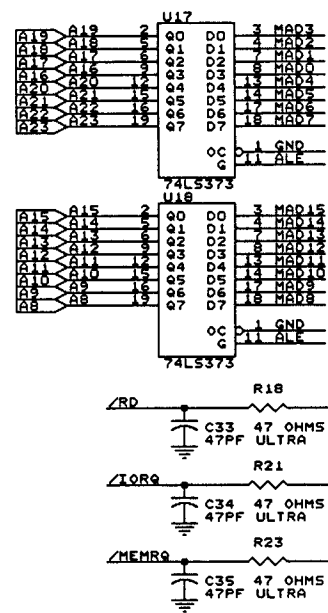 U17
A19 A19 2 Q0 D0 3 MAD3
A18 A18 5 Q1 D1 4 MAD2
A17 A17 6 Q2 D2 7 MAD1
A16 A16 9 Q3 D3 8 MAD0
A20 A20 12 Q4 D4 13 MAD4
A21 A21 15 Q5 D5 14 MAD5
A22 A22 16 Q6 D6 17 MAD6
A23 A23 19 Q7 D7 18 MAD7
OC 1 GND
G 11 ALE
74LS373
U18
A15 A15 2 Q0 D0 3 MAD15
A14 A14 5 Q1 D1 4 MAD14
A13 A13 6 Q2 D2 7 MAD13
A12 A12 9 Q3 D3 8 MAD12
A11 A11 12 Q4 D4 13 MAD11
A10 A10 15 Q5 D5 14 MAD10
A9 A9 16 Q6 D6 17 MAD9
A8 A8 19 Q7 D7 18 MAD8
OC 1 GND
G 11 ALE
74LS373
/RD R18
C33 47 OHMS
47PF ULTRA
/IORQ R21
C34 47 OHMS
47PF ULTRA
/MEMRQ R23
C35 47 OHMS
47PF ULTRA